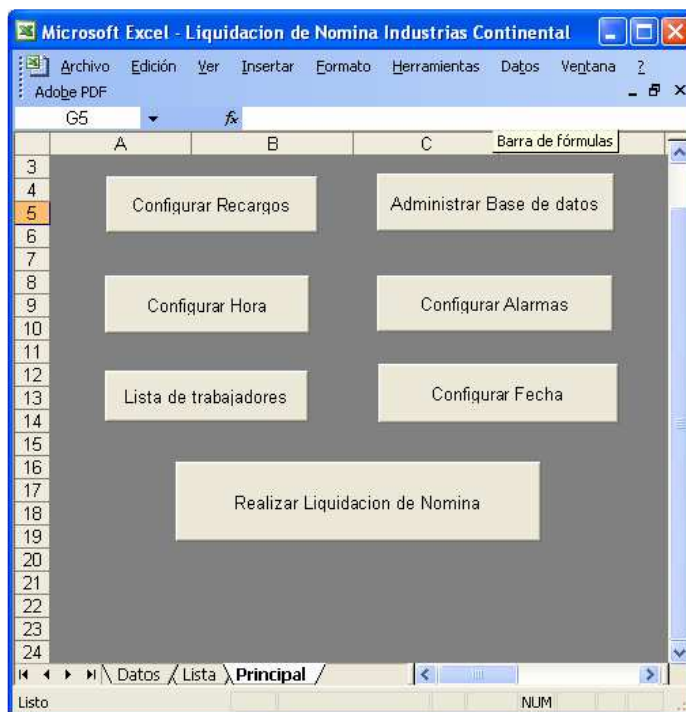 Microsoft Excel - Liquidacion de Nomina Industrias Continental
Archivo Edición Ver Insertar Formato Herramientas Datos Ventana ?
Adobe PDF
G5 fx
A B C Barra de fórmulas
3
4
5
6
7
8
9
10
11
12
13
14
15
16
17
18
19
20
21
22
23
24
Configurar Recargos Administrar Base de datos
Configurar Hora Configurar Alarmas
Lista de trabajadores Configurar Fecha
Realizar Liquidacion de Nomina
Datos Lista Principal
Listo NUM